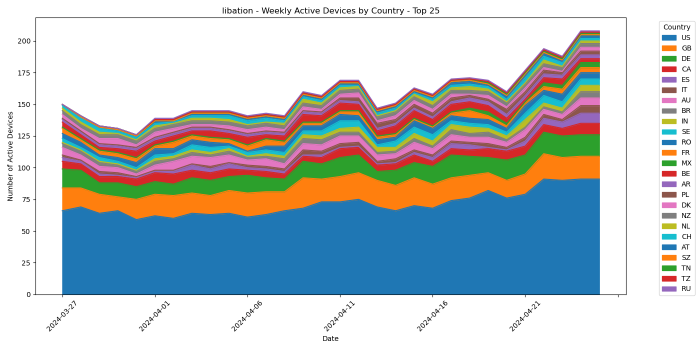 libation - Weekly Active Devices by Country - Top 25
Number of Active Devices
200
175
150
125
100
75
50
25
0
2024-03-27
2024-04-01
2024-04-06
2024-04-11
2024-04-16
2024-04-21
Date
Country
US
GB
DE
CA
ES
IT
AU
BR
IN
SE
RO
FR
MX
BE
AR
PL
DK
NZ
NL
CH
AT
SZ
TN
TZ
RU